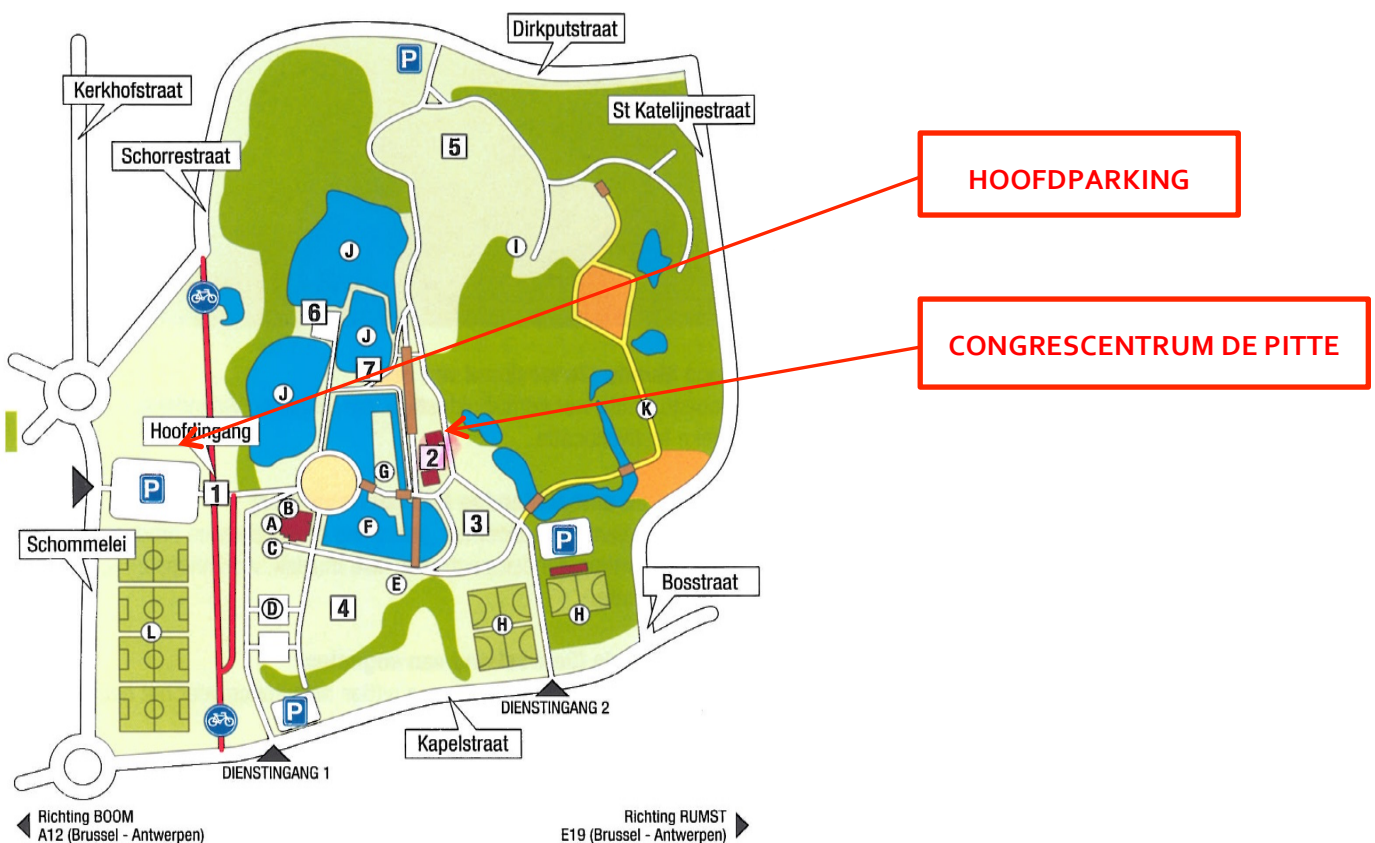 Dirkputstraat
P
Kerkhofstraat
St Katelijnestraat
Schorrestraat
5
HOOFDPARKING
I
J
6
J
7
J
CONGRESCENTRUM DE PITTE
K
Hoofdingang
2
G
P
1
B
A
F
3
C
P
Schommelei
E
Bosstraat
D
4
H
H
L
P
DIENSTINGANG 2
Kapelstraat
DIENSTINGANG 1
Richting BOOM
A12 (Brussel - Antwerpen)
Richting RUMST
E19 (Brussel - Antwerpen)